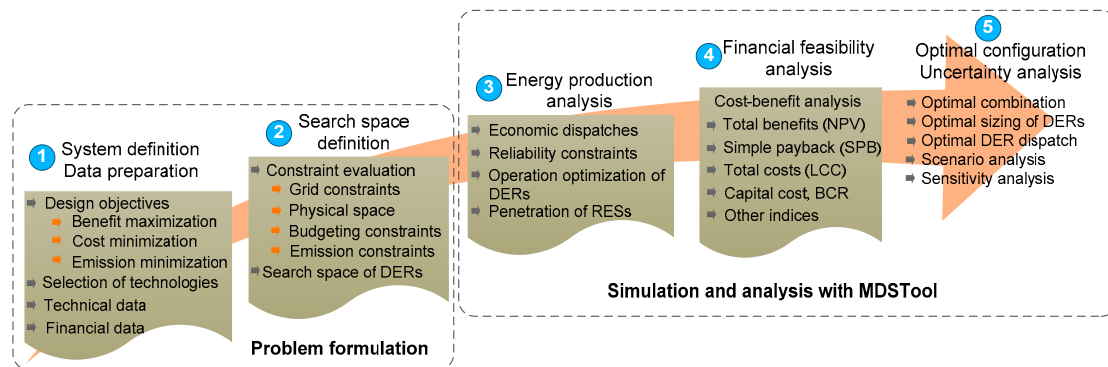 1
System definition
Data preparation
Design objectives
Benefit maximization
Cost minimization
Emission minimization
Selection of technologies
Technical data
Financial data
2
Search space
definition
Constraint evaluation
Grid constraints
Physical space
Budgeting constraints
Emission constraints
Search space of DERs
Problem formulation
3
Energy production
analysis
Economic dispatches
Reliability constraints
Operation optimization of
DERs
Penetration of RESs
4
Financial feasibility
analysis
Cost-benefit analysis
Total benefits (NPV)
Simple payback (SPB)
Total costs (LCC)
Capital cost, BCR
Other indices
5
Optimal configuration
Uncertainty analysis
Optimal combination
Optimal sizing of DERs
Optimal DER dispatch
Scenario analysis
Sensitivity analysis
Simulation and analysis with MDSTool